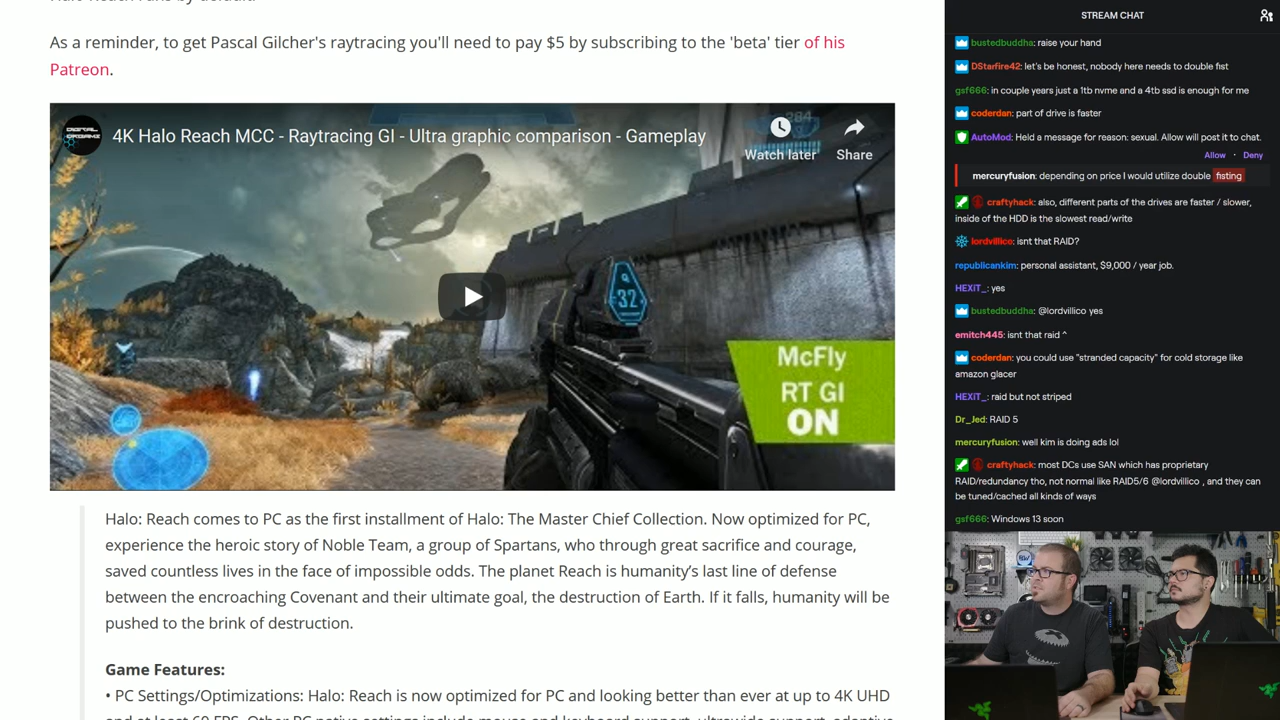 As a reminder, to get Pascal Gilcher's raytracing you'll need to pay $5 by subscribing to the 'beta' tier of his
Patreon.
4K Halo Reach MCC - Raytracing GI - Ultra graphic comparison - Gameplay
Watch later
Share
32
McFly
RT GI
ON
Halo: Reach comes to PC as the first installment of Halo: The Master Chief Collection. Now optimized for PC,
experience the heroic story of Noble Team, a group of Spartans, who through great sacrifice and courage,
saved countless lives in the face of impossible odds. The planet Reach is humanity's last line of defense
between the encroaching Covenant and their ultimate goal, the destruction of Earth. If it falls, humanity will be
pushed to the brink of destruction.
Game Features:
• PC Settings/Optimizations: Halo: Reach is now optimized for PC and looking better than ever at up to 4K UHD
STREAM CHAT
bustedbuddha: raise your hand
DStarfire42: let's be honest, nobody here needs to double fist
gsf666: in couple years just a 1tb nvme and a 4tb ssd is enough for me
coderdan: part of drive is faster
AutoMod: Held a message for reason: sexual. Allow will post it to chat.
Allow · Deny
mercuryfusion: depending on price I would utilize double fisting
craftyhack: also, different parts of the drives are faster / slower,
inside of the HDD is the slowest read/write
lordvillico: isnt that RAID?
republicankim: personal assistant, $9,000 / year job.
HEXiT_: yes
bustedbuddha: @lordvillico yes
emitch445: isnt that raid ^
coderdan: you could use "stranded capacity" for cold storage like
amazon glacer
HEXiT_: raid but not striped
Dr_Jed: RAID 5
mercuryfusion: well kim is doing ads lol
craftyhack: most DCs use SAN which has proprietary
RAID/redundancy tho, not normal like RAID5/6 @lordvillico , and they can
be tuned/cached all kinds of ways
gsf666: Windows 13 soon